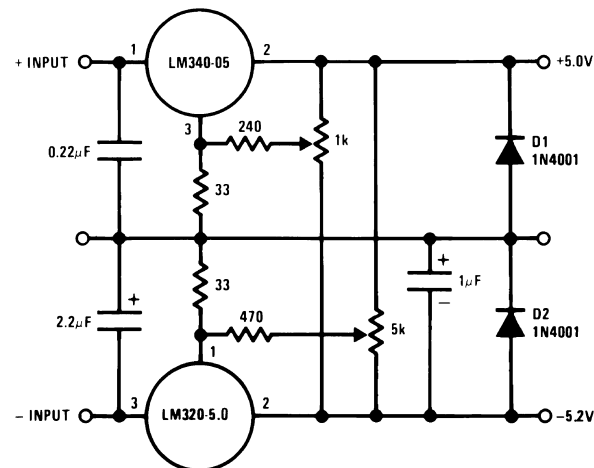 + INPUT 1 LM340-05 2 +5.0V
3 240 1k
0.22μF
33
D1
1N4001
33
+ 1μF −
+ 2.2μF
470 5k
D2
1N4001
1
− INPUT 3 LM320-5.0 2 −5.2V